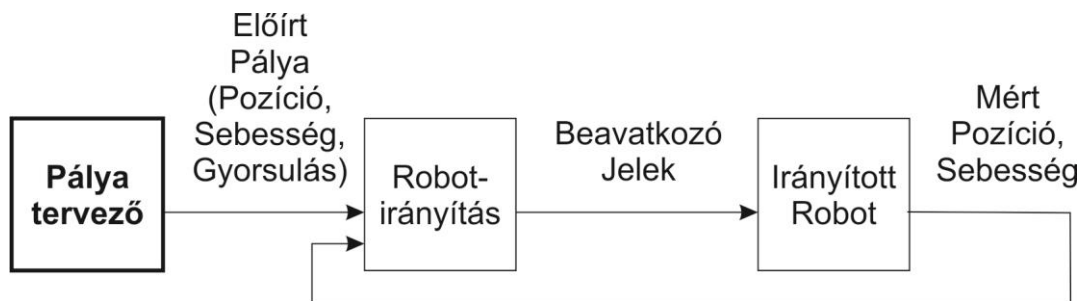 Pálya
tervező
Előírt
Pálya
(Pozíció,
Sebesség,
Gyorsulás)
Robot-
irányítás
Beavatkozó
Jelek
Irányított
Robot
Mért
Pozíció,
Sebesség